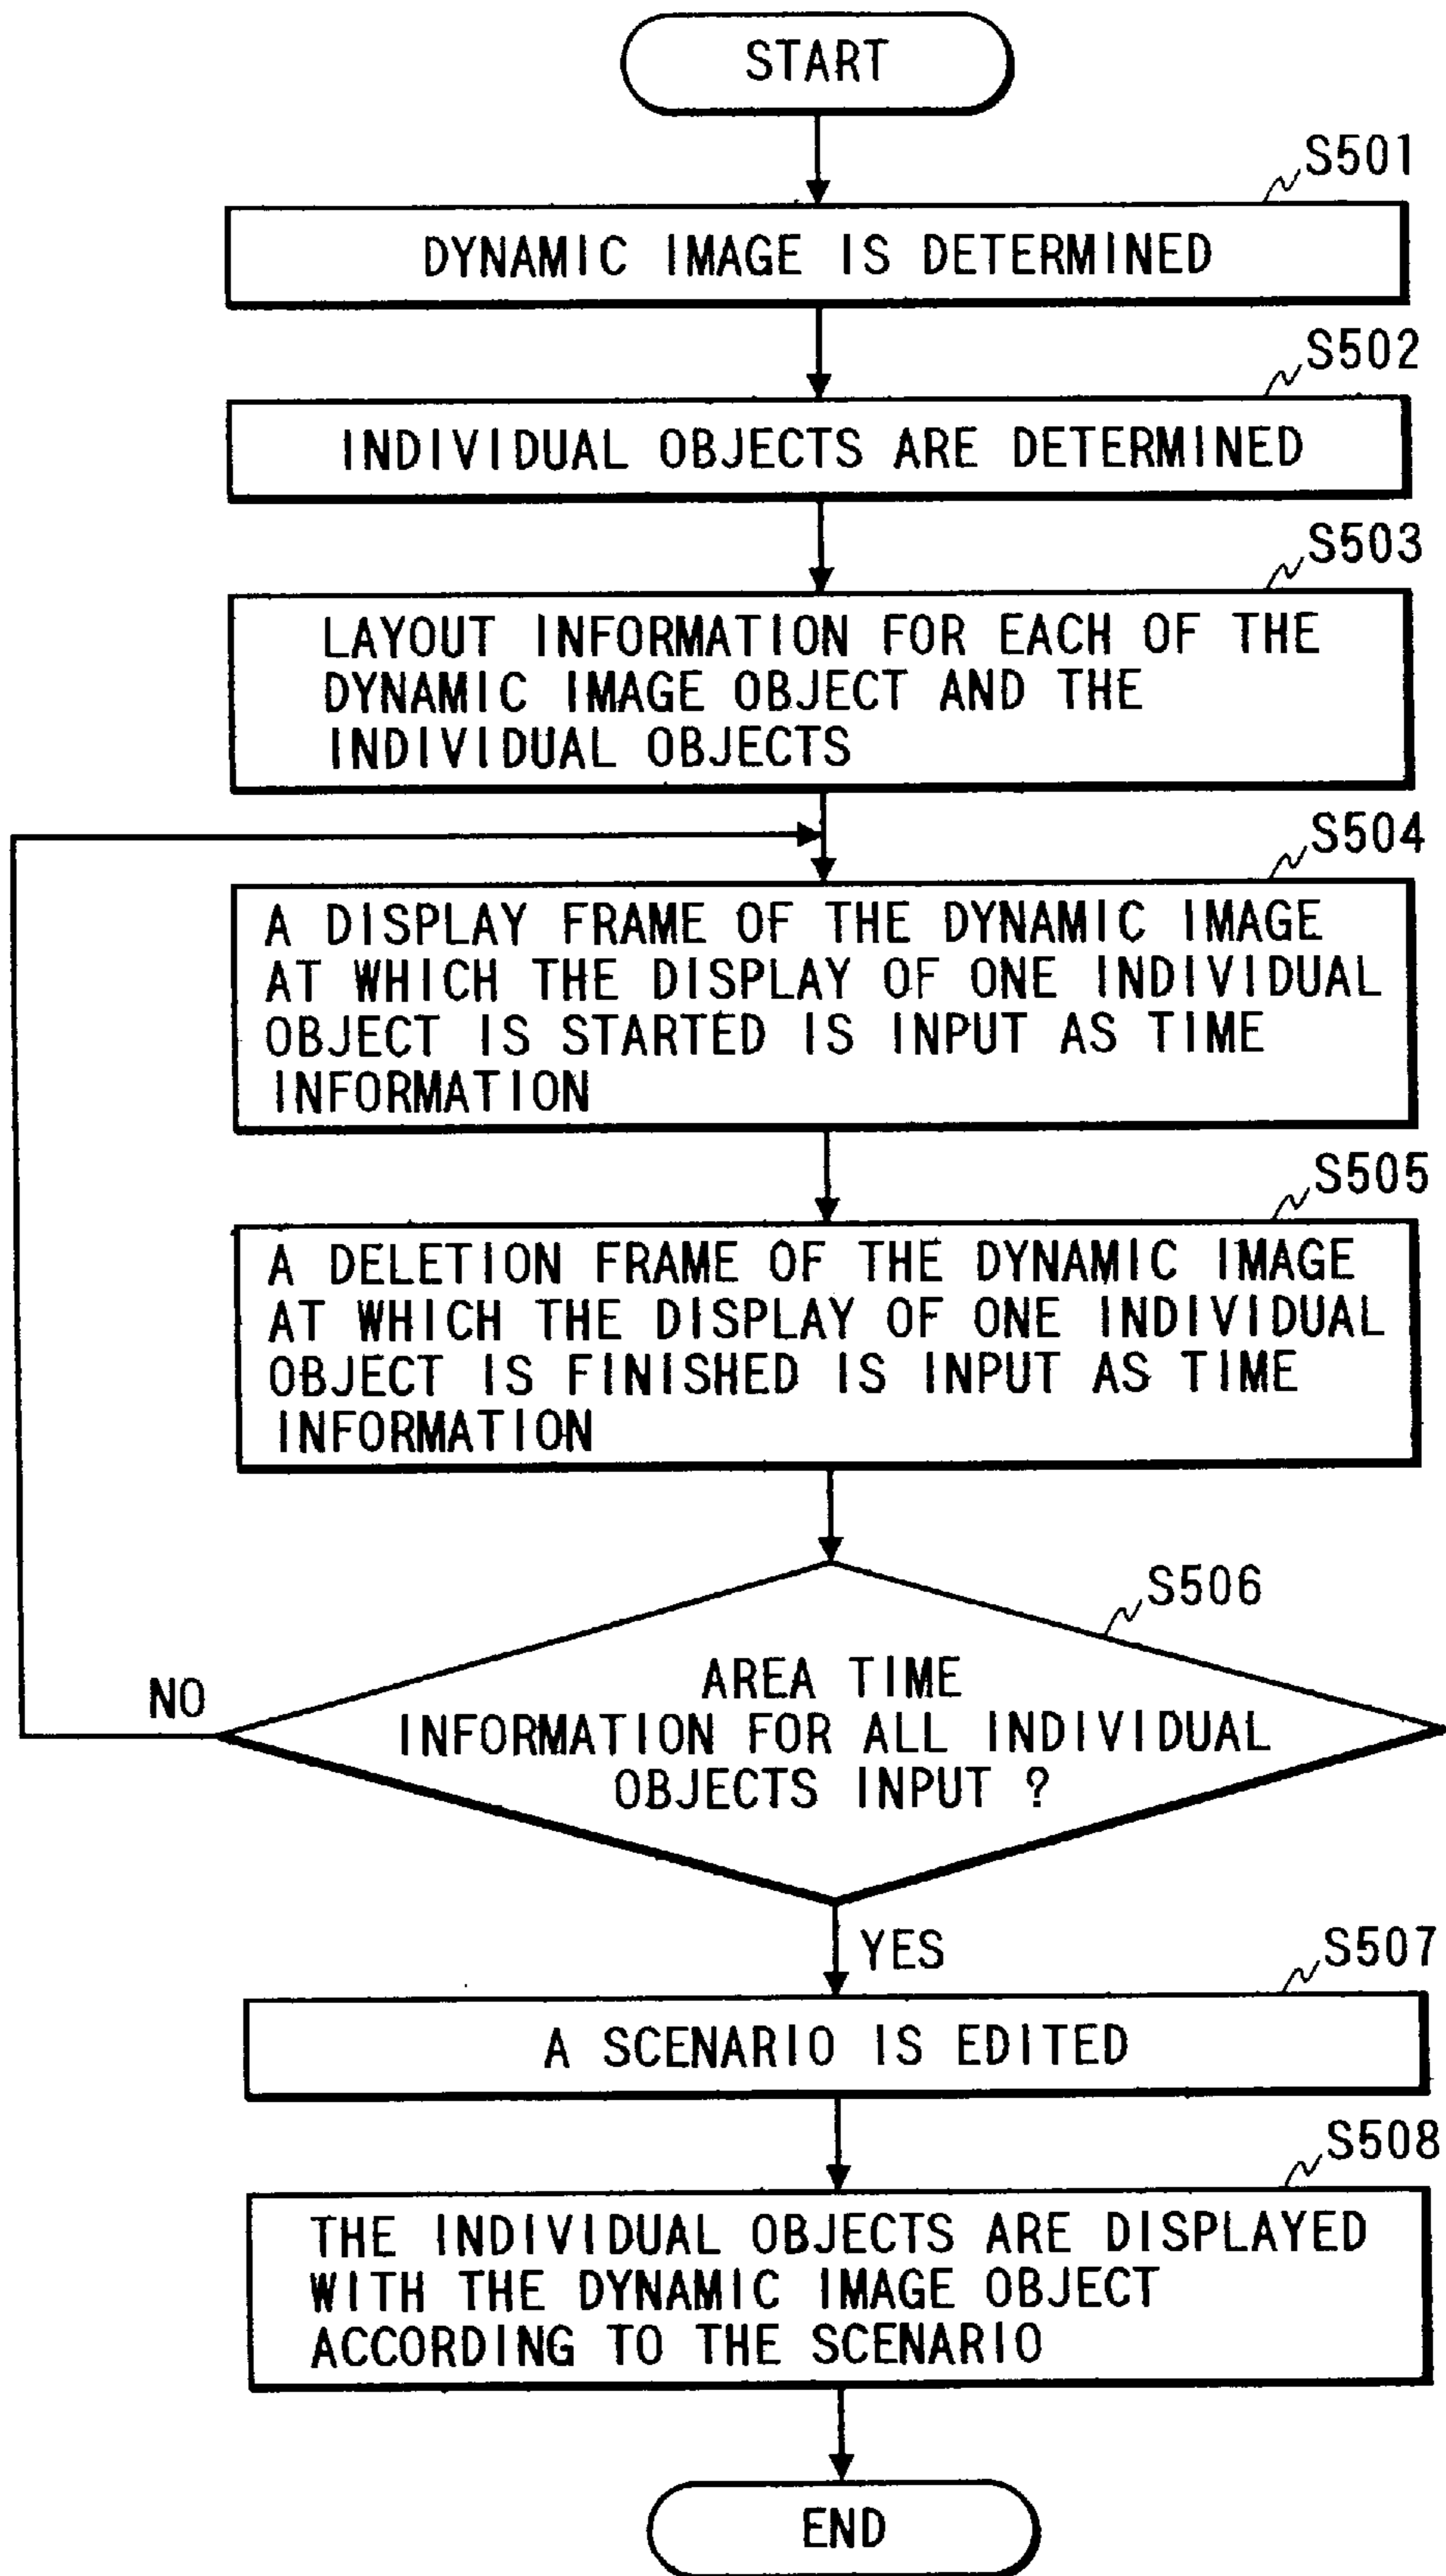 START
S501
DYNAMIC IMAGE IS DETERMINED
S502
INDIVIDUAL OBJECTS ARE DETERMINED
S503
LAYOUT INFORMATION FOR EACH OF THE
DYNAMIC IMAGE OBJECT AND THE
INDIVIDUAL OBJECTS
S504
A DISPLAY FRAME OF THE DYNAMIC IMAGE
AT WHICH THE DISPLAY OF ONE INDIVIDUAL
OBJECT IS STARTED IS INPUT AS TIME
INFORMATION
S505
A DELETION FRAME OF THE DYNAMIC IMAGE
AT WHICH THE DISPLAY OF ONE INDIVIDUAL
OBJECT IS FINISHED IS INPUT AS TIME
INFORMATION
S506
AREA TIME
INFORMATION FOR ALL INDIVIDUAL
OBJECTS INPUT ?
NO
YES
S507
A SCENARIO IS EDITED
S508
THE INDIVIDUAL OBJECTS ARE DISPLAYED
WITH THE DYNAMIC IMAGE OBJECT
ACCORDING TO THE SCENARIO
END